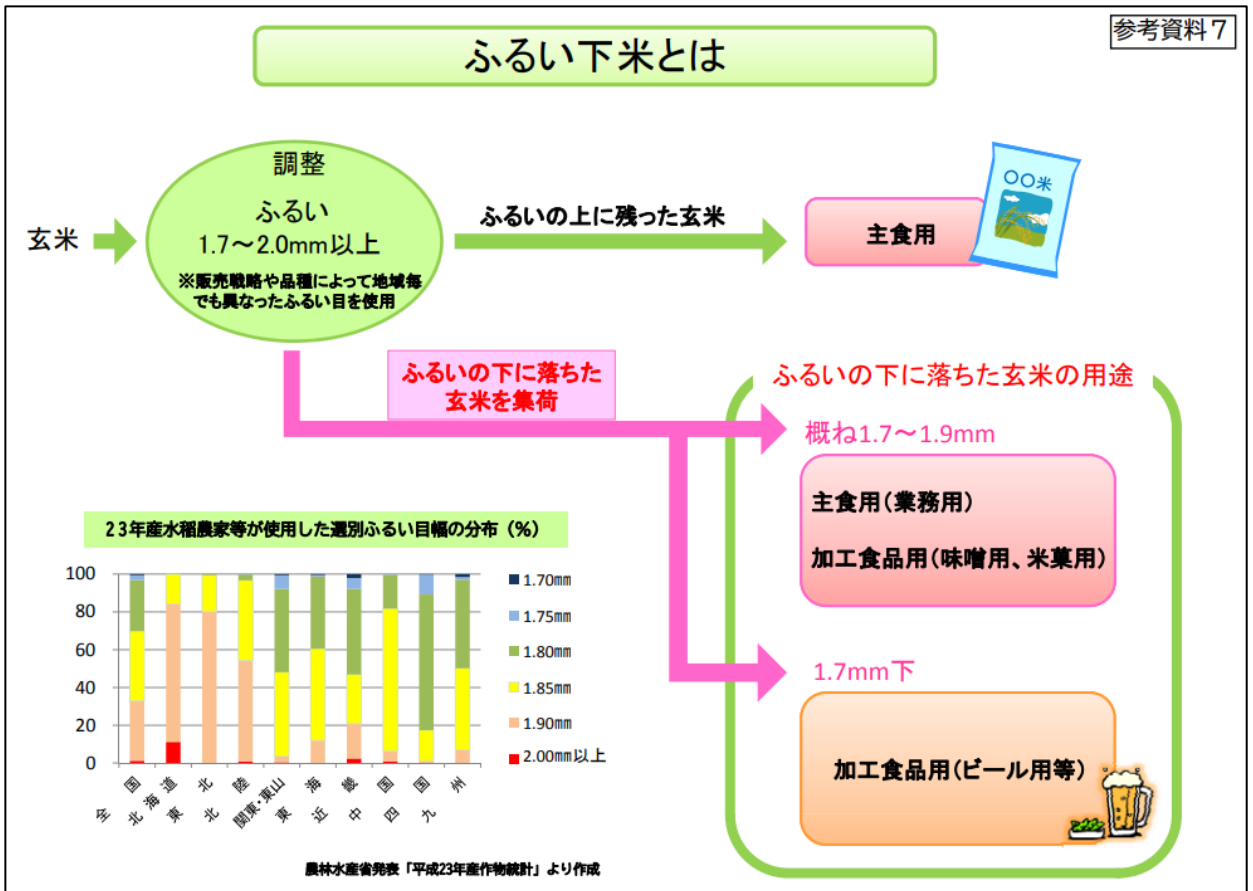 参考資料7
ふるい下米とは
玄米
調整
ふるい
1.7～2.0mm以上
※販売戦略や品種によって地域毎
でも異なったふるい目を使用
ふるいの上に残った玄米
主食用
〇〇米
ふるいの下に落ちた
玄米を集荷
ふるいの下に落ちた玄米の用途
概ね1.7～1.9mm
主食用（業務用）
加工食品用（味噌用、米菓用）
1.7mm下
加工食品用（ビール用等）
23年産水稲農家等が使用した選別ふるい目幅の分布（%）
100
80
60
40
20
0
全国
北海道
東北
北陸
関東・東山
東海
近畿
中国
四国
九州
1.70mm
1.75mm
1.80mm
1.85mm
1.90mm
2.00mm以上
農林水産省発表「平成23年産作物統計」より作成